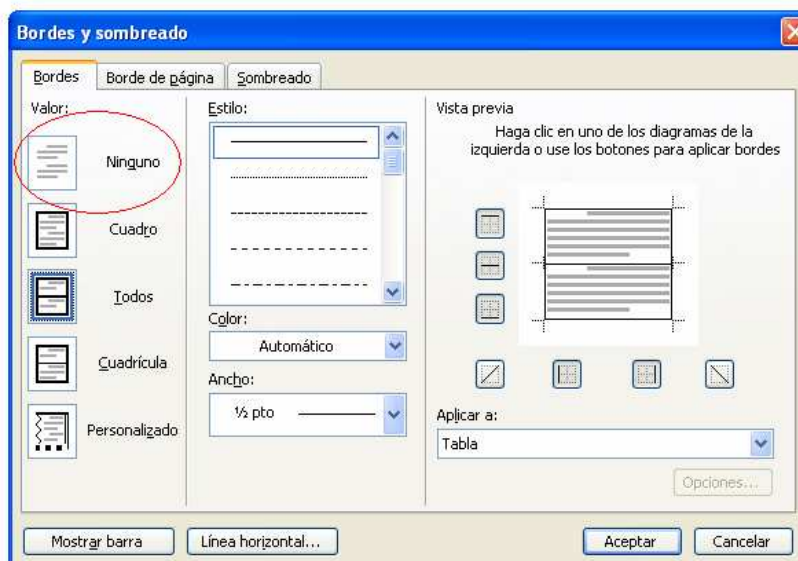 Bordes y sombreado
Bordes
Borde de página
Sombreado
Valor:
Ninguno
Cuadro
Todos
Cuadrícula
Personalizado
Estilo:
Color:
Automático
Ancho:
½ pto
Vista previa
Haga clic en uno de los diagramas de la
izquierda o use los botones para aplicar bordes
Aplicar a:
Tabla
Opciones...
Mostrar barra
Línea horizontal...
Aceptar
Cancelar